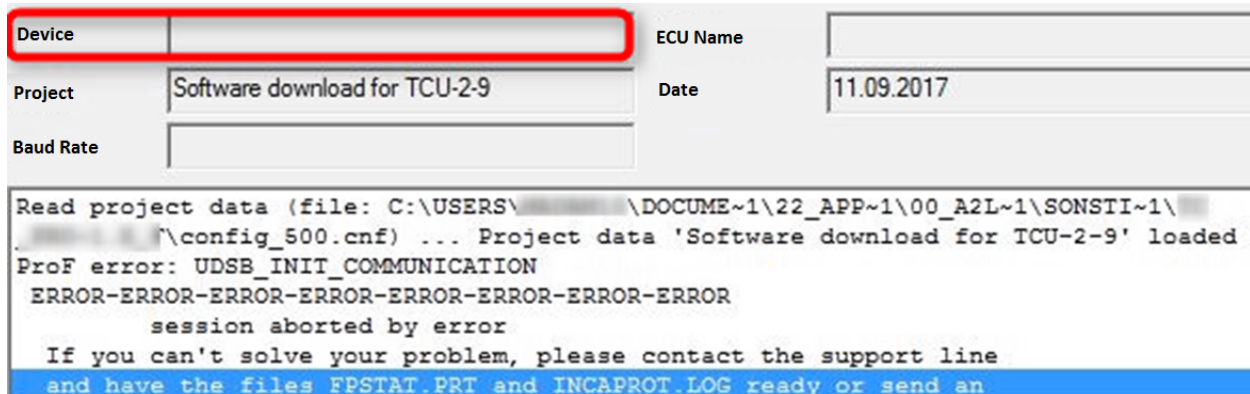 Device
ECU Name
Project Software download for TCU-2-9
Date 11.09.2017
Baud Rate
Read project data (file: C:\USERS\ \DOCUME~1\22_APP~1\00_A2L~1\SONSTI~1\
\config_500.cnf) ... Project data 'Software download for TCU-2-9' loaded
ProF error: UDSB_INIT_COMMUNICATION
ERROR-ERROR-ERROR-ERROR-ERROR-ERROR-ERROR-ERROR
session aborted by error
If you can't solve your problem, please contact the support line
and have the files FPSTAT.PRT and INCAPROT.LOG ready or send an